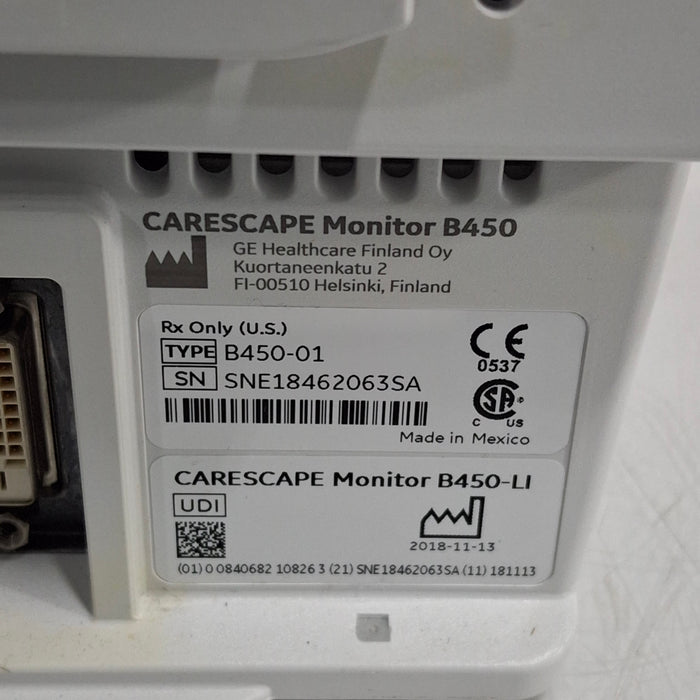 CARESCAPE Monitor B450
GE Healthcare Finland Oy
Kuortaneenkatu 2
FI-00510 Helsinki, Finland
Rx Only (U.S.)
TYPE B450-01
SN SNE18462063SA
CE
0537
SA
C US
Made in Mexico
CARESCAPE Monitor B450-LI
UDI
2018-11-13
(01) 0 0840682 10826 3 (21) SNE18462063SA (11) 181113